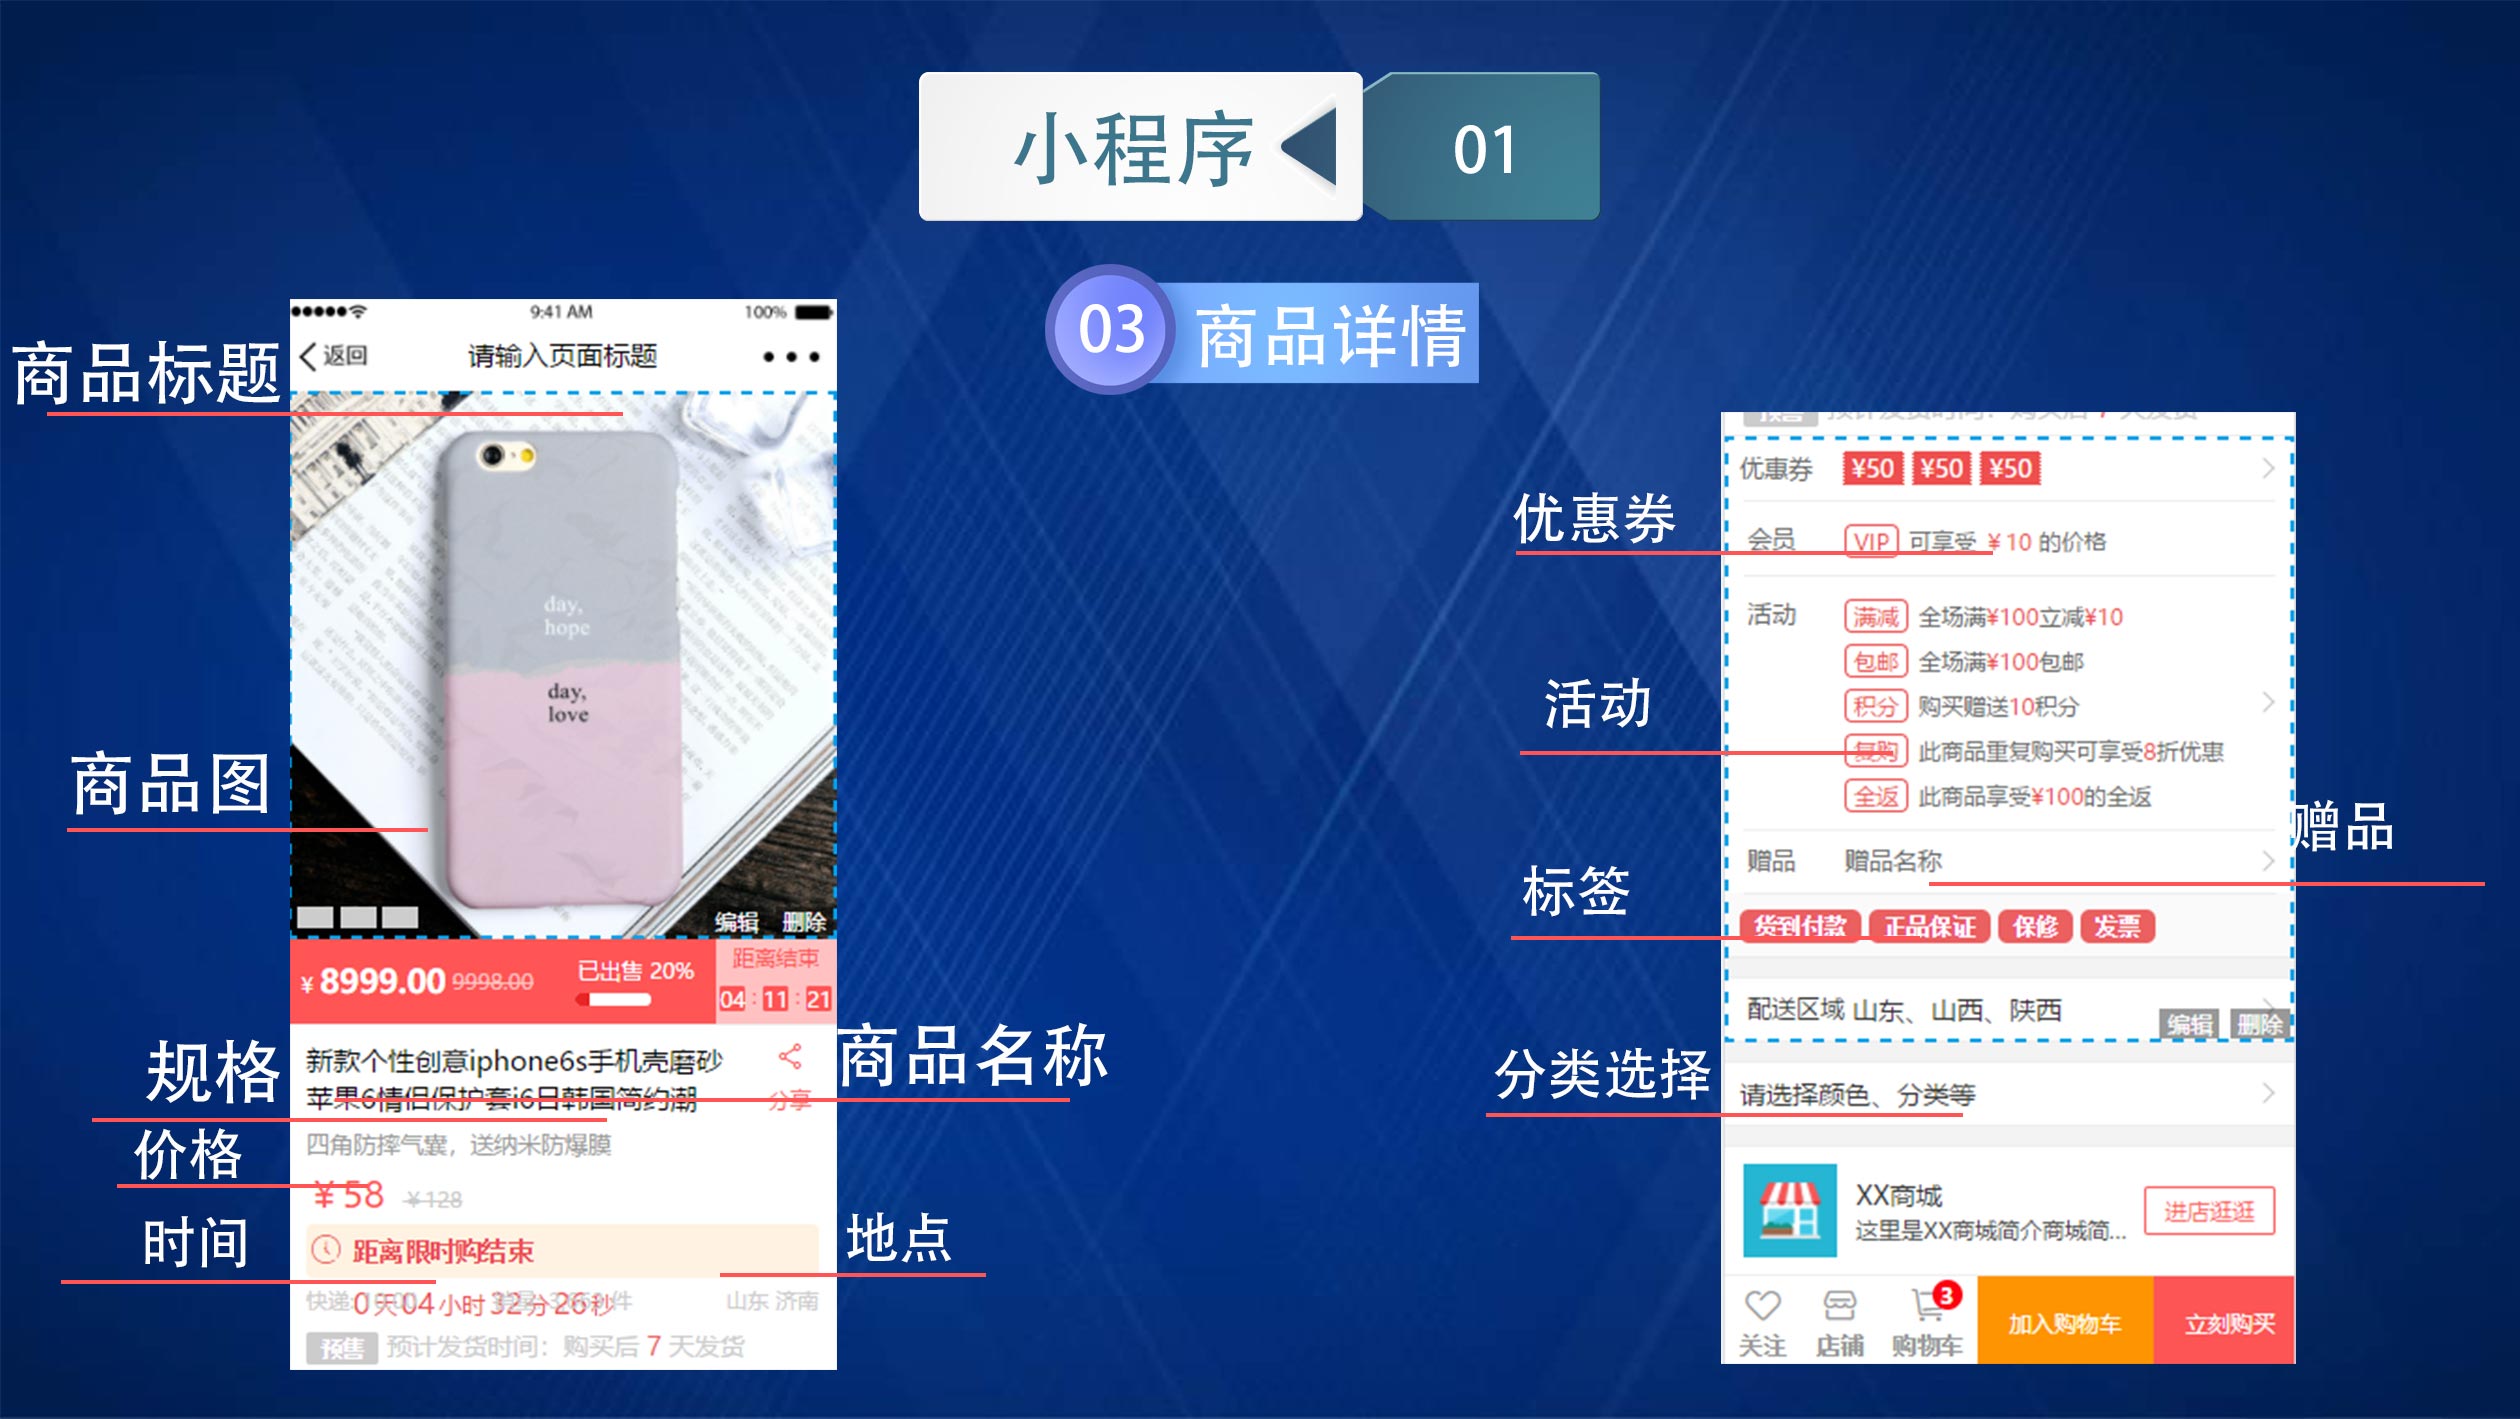 小程序
01
03
商品详情
商品标题
商品图
规格
价格
时间
商品名称
地点
9:41 AM
100%
返回
请输入页面标题
day,
hope
day,
love
编辑 删除
¥ 8999.00 9998.00
已出售 20%
距离结束
04 : 11 : 21
新款个性创意iphone6s手机壳磨砂
苹果6情侣保护套i6日韩国简约潮
分享
四角防摔气囊，送纳米防爆膜
¥ 58 ¥128
距离限时购结束
0天04小时32分26秒
快递: 件 山东 济南
预售 预计发货时间：购买后 7 天发货
优惠券
活动
标签
分类选择
赠品
预售 预计发货时间：购买后 7 天发货
优惠券 ¥50 ¥50 ¥50
会员 VIP 可享受 ¥10 的价格
活动 满减 全场满¥100立减¥10
包邮 全场满¥100包邮
积分 购买赠送10积分
复购 此商品重复购买可享受8折优惠
全返 此商品享受¥100的全返
赠品 赠品名称
货到付款 正品保证 保修 发票
配送区域 山东、山西、陕西
编辑 删除
请选择颜色、分类等
XX商城
这里是XX商城简介商城简...
进店逛逛
3
关注 店铺 购物车
加入购物车
立刻购买